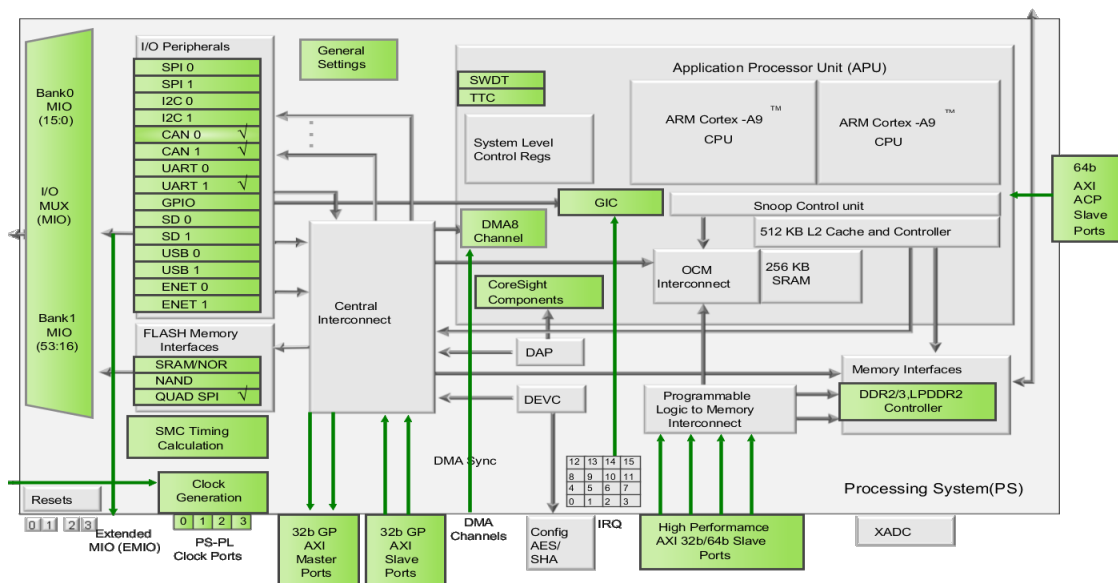 I/O Peripherals
SPI 0
SPI 1
I2C 0
I2C 1
CAN 0 √
CAN 1 √
UART 0
UART 1 √
GPIO
SD 0
SD 1
USB 0
USB 1
ENET 0
ENET 1
Bank0
MIO
(15:0)
I/O
MUX
(MIO)
Bank1
MIO
(53:16)
FLASH Memory
Interfaces
SRAM/NOR
NAND
QUAD SPI √
SMC Timing
Calculation
General
Settings
Application Processor Unit (APU)
SWDT
TTC
System Level
Control Regs
ARM Cortex -A9 ™
CPU
ARM Cortex -A9 ™
CPU
GIC
Snoop Control unit
DMA8
Channel
512 KB L2 Cache and Controller
OCM
Interconnect
256 KB
SRAM
CoreSight
Components
Central
Interconnect
DAP
DEVC
Programmable
Logic to Memory
Interconnect
Memory Interfaces
DDR2/3,LPDDR2
Controller
64b
AXI
ACP
Slave
Ports
DMA Sync
12 13 14 15
8 9 10 11
4 5 6 7
0 1 2 3
IRQ
Processing System(PS)
Resets
0 1 2 3
Clock
Generation
0 1 2 3
Extended
MIO (EMIO)
PS-PL
Clock Ports
32b GP
AXI
Master
Ports
32b GP
AXI
Slave
Ports
DMA
Channels
Config
AES/
SHA
High Performamce
AXI 32b/64b Slave
Ports
XADC